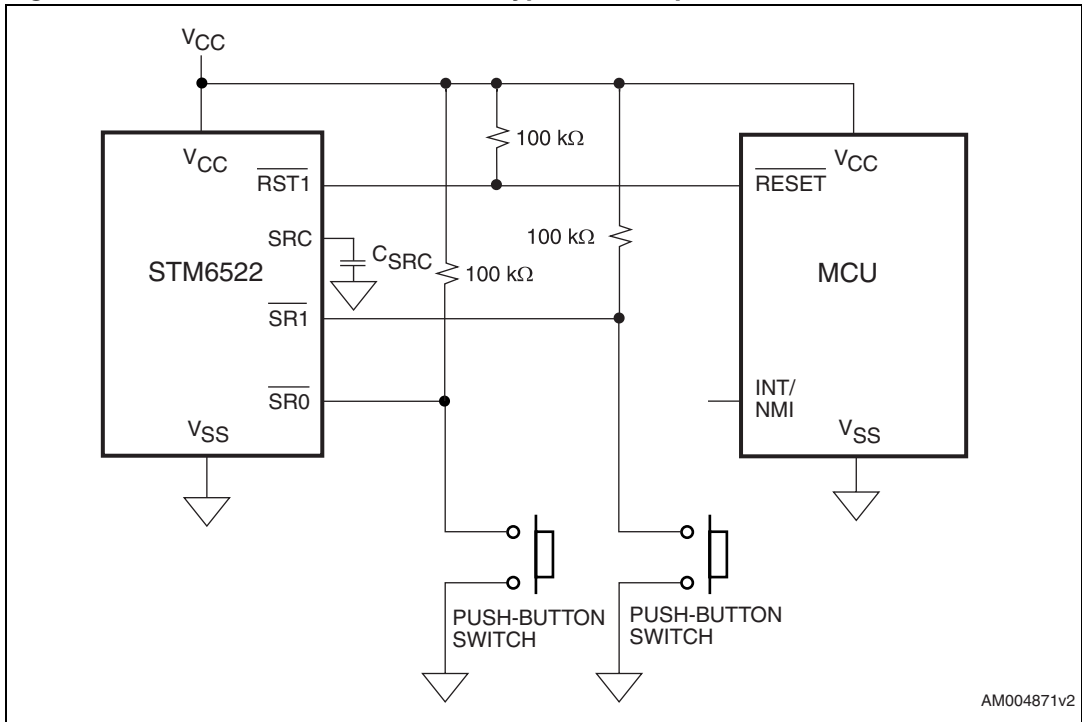 VCC
VCC
RST1
SRC
STM6522
SR1
SR0
VSS
CSRC
100 kΩ
100 kΩ
100 kΩ
VCC
RESET
MCU
INT/
NMI
VSS
PUSH-BUTTON
SWITCH
PUSH-BUTTON
SWITCH
AM004871v2